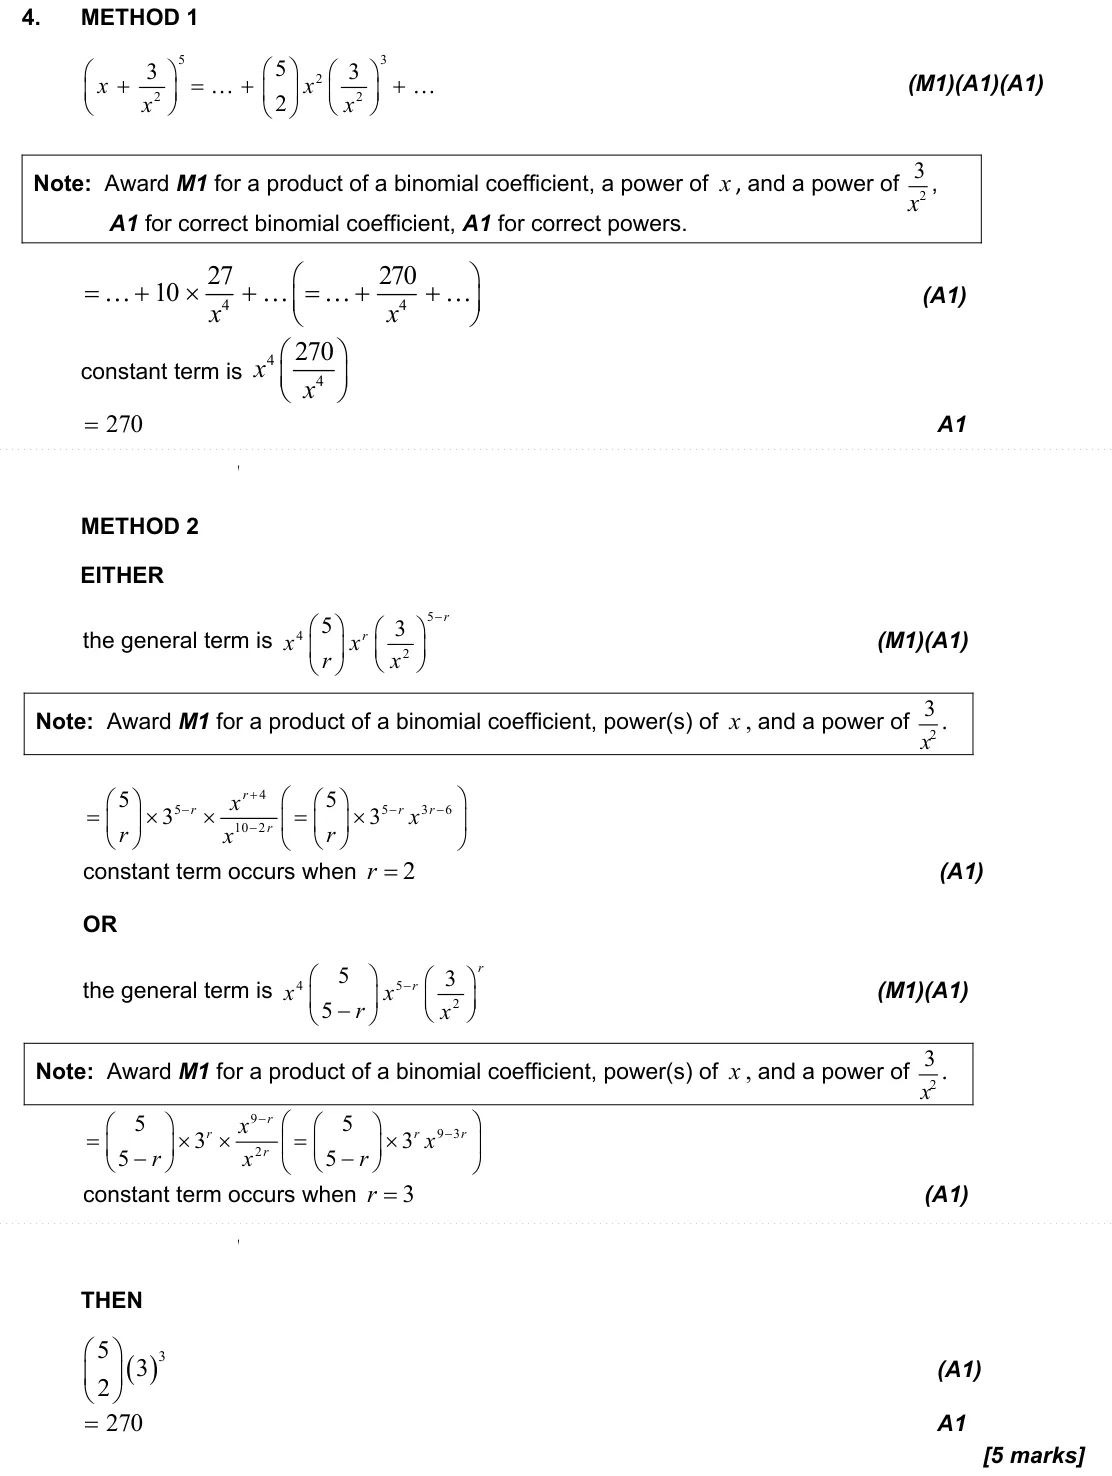 4. METHOD 1
(x + 3/x²)⁵ = … + (5 2) x² (3/x²)³ + … (M1)(A1)(A1)
Note: Award M1 for a product of a binomial coefficient, a power of x, and a power of 3/x²,
A1 for correct binomial coefficient, A1 for correct powers.
= … + 10 × 27/x⁴ + … (= … + 270/x⁴ + …) (A1)
constant term is x⁴ (270/x⁴)
= 270 A1
METHOD 2
EITHER
the general term is x⁴ (5 r) xʳ (3/x²)⁵⁻ʳ (M1)(A1)
Note: Award M1 for a product of a binomial coefficient, power(s) of x, and a power of 3/x².
= (5 r) × 3⁵⁻ʳ × xʳ⁺⁴/x¹⁰⁻²ʳ (= (5 r) × 3⁵⁻ʳ x³ʳ⁻⁶)
constant term occurs when r = 2 (A1)
OR
the general term is x⁴ (5 5 − r) x⁵⁻ʳ (3/x²)ʳ (M1)(A1)
Note: Award M1 for a product of a binomial coefficient, power(s) of x, and a power of 3/x².
= (5 5 − r) × 3ʳ × x⁹⁻ʳ/x²ʳ (= (5 5 − r) × 3ʳ x⁹⁻³ʳ)
constant term occurs when r = 3 (A1)
THEN
(5 2) (3)³ (A1)
= 270 A1
[5 marks]